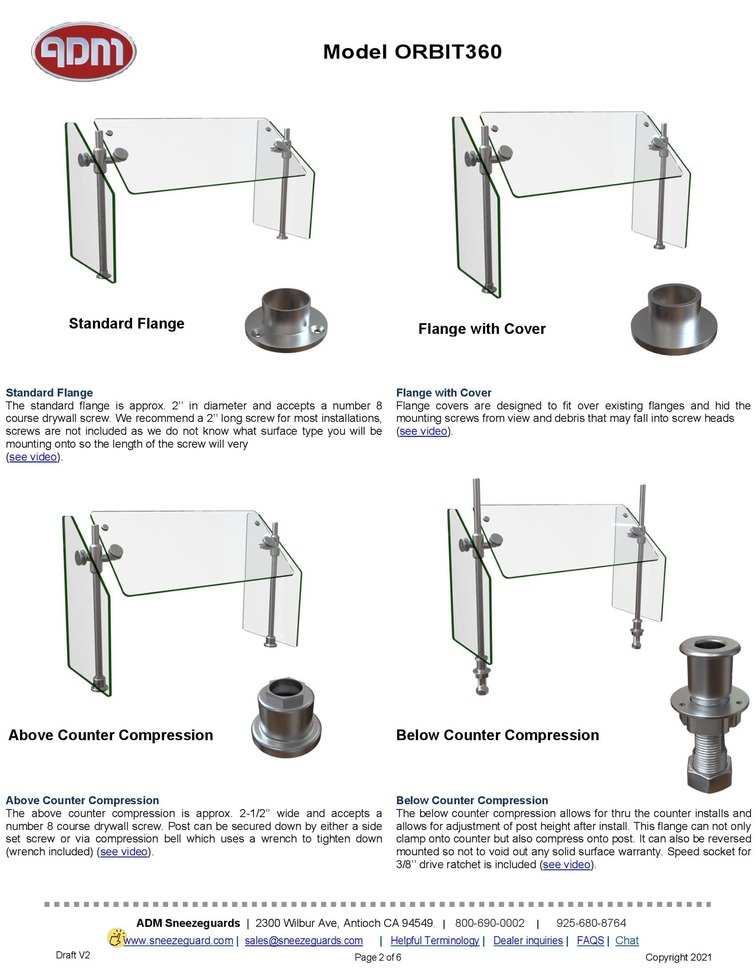 ADM
Model ORBIT360
Standard Flange
Flange with Cover
Standard Flange
The standard flange is approx. 2’’ in diameter and accepts a number 8
course drywall screw. We recommend a 2’’ long screw for most installations,
screws are not included as we do not know what surface type you will be
mounting onto so the length of the screw will very
(see video).
Flange with Cover
Flange covers are designed to fit over existing flanges and hid the
mounting screws from view and debris that may fall into screw heads
(see video).
Above Counter Compression
Below Counter Compression
Above Counter Compression
The above counter compression is approx. 2-1/2’’ wide and accepts a
number 8 course drywall screw. Post can be secured down by either a side
set screw or via compression bell which uses a wrench to tighten down
(wrench included) (see video).
Below Counter Compression
The below counter compression allows for thru the counter installs and
allows for adjustment of post height after install. This flange can not only
clamp onto counter but also compress onto post. It can also be reversed
mounted so not to void out any solid surface warranty. Speed socket for
3/8’’ drive ratchet is included (see video).
ADM Sneezeguards | 2300 Wilbur Ave, Antioch CA 94549. | 800-690-0002 | 925-680-8764
www.sneezeguard.com | sales@sneezeguards.com | Helpful Terminology | Dealer inquiries | FAQS | Chat
Draft V2
Page 2 of 6
Copyright 2021